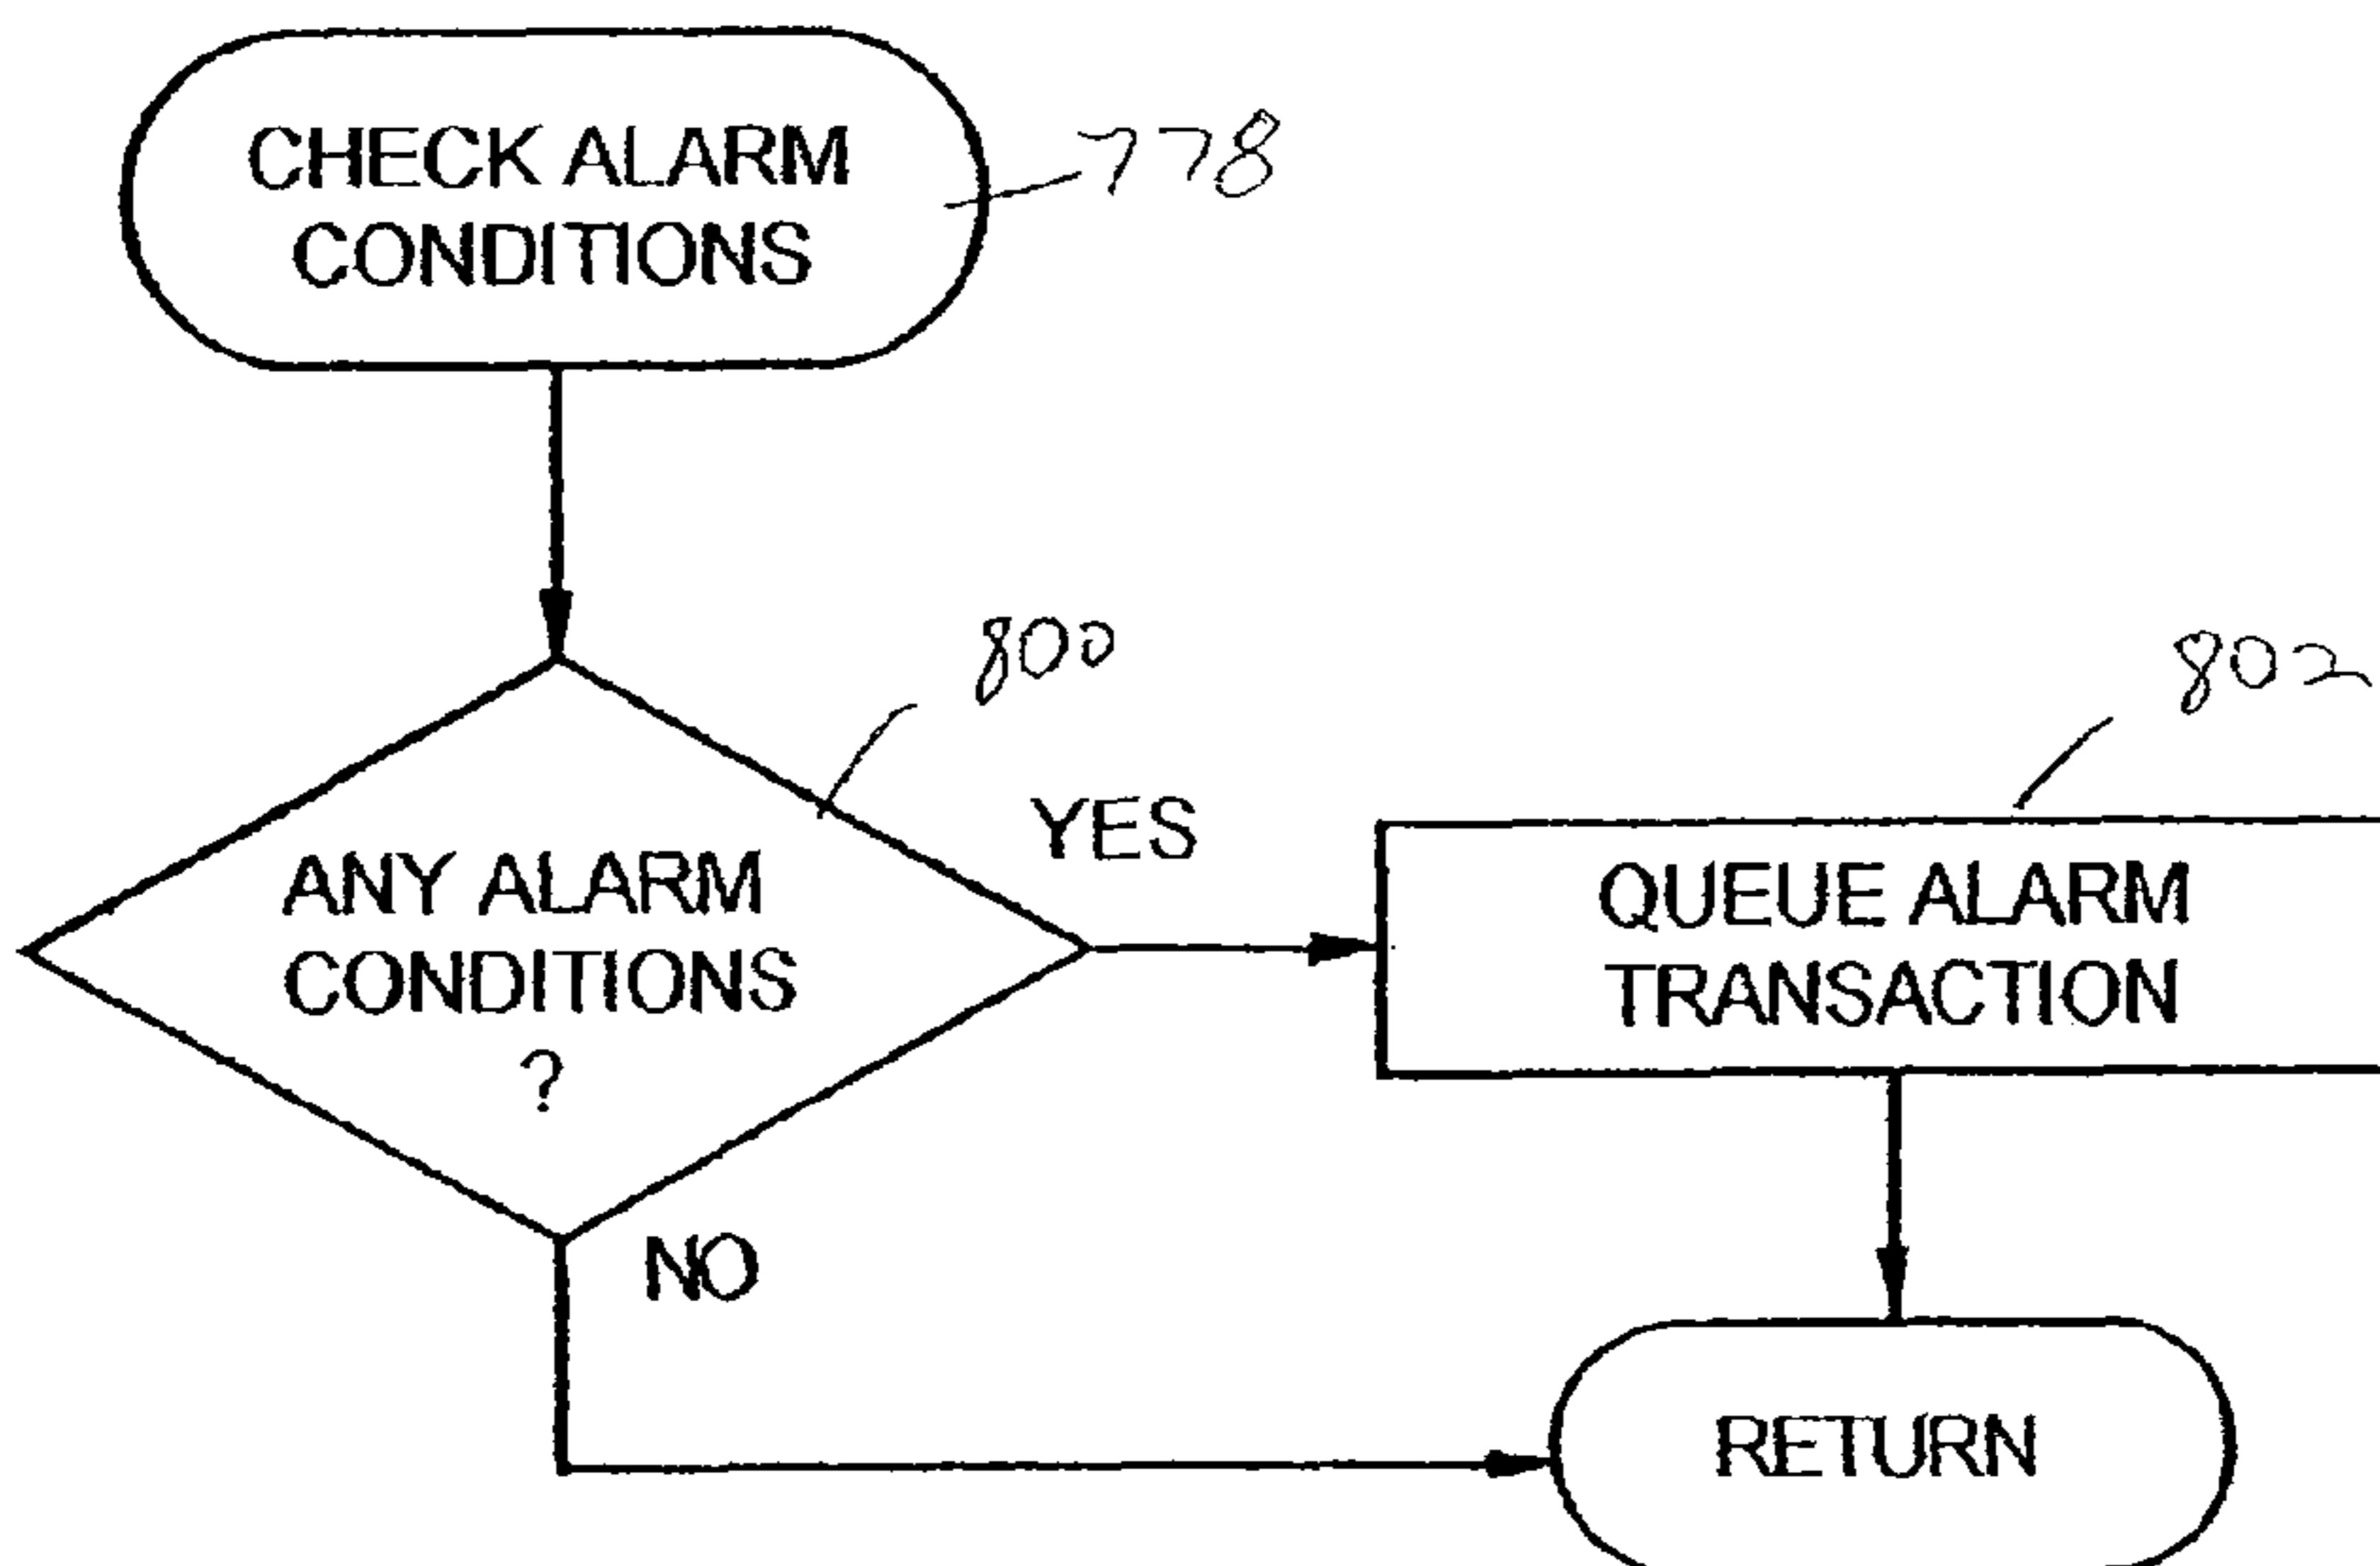 CHECK ALARM
CONDITIONS
778
800
802
YES
ANY ALARM
CONDITIONS
?
QUEUE ALARM
TRANSACTION
NO
RETURN